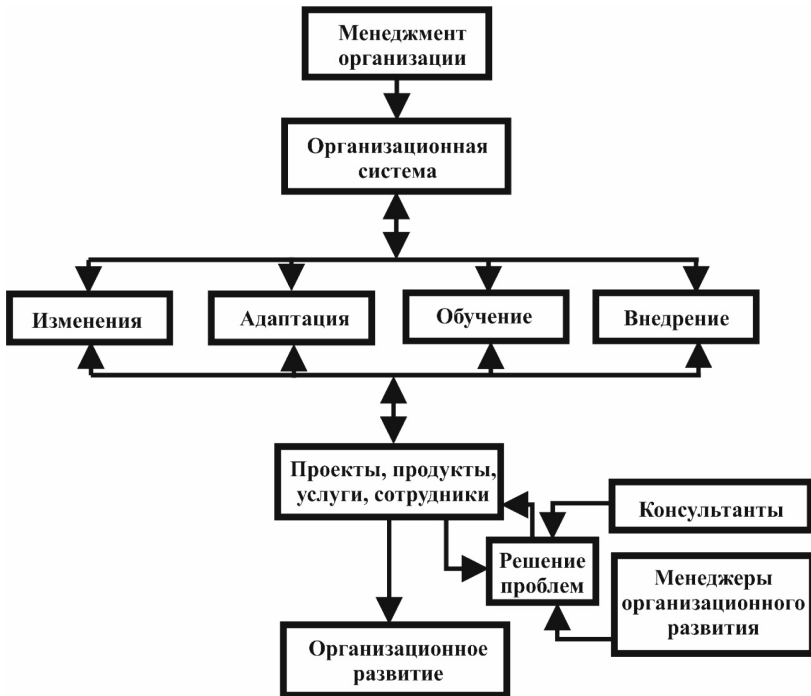 Менеджмент
организации
Организационная
система
Изменения
Адаптация
Обучение
Внедрение
Проекты, продукты,
услуги, сотрудники
Консультанты
Решение
проблем
Менеджеры
организационного
развития
Организационное
развитие